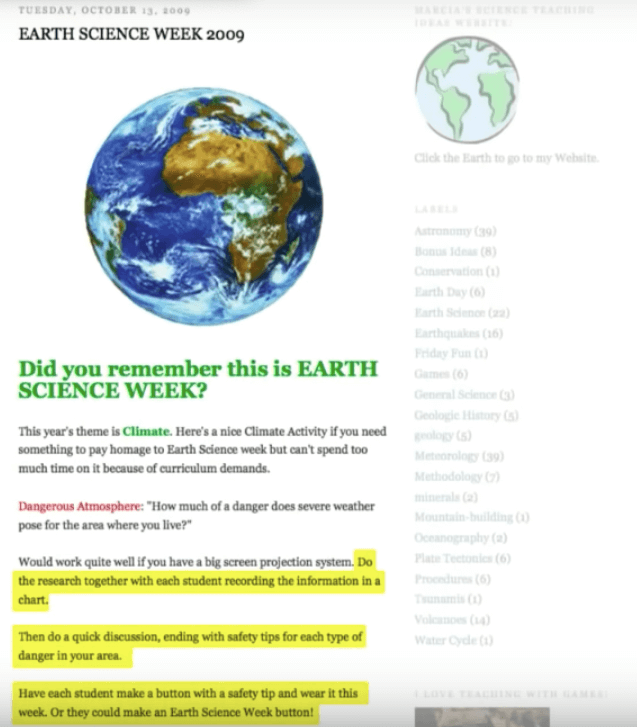 TUESDAY, OCTOBER 13, 2009
EARTH SCIENCE WEEK 2009
Did you remember this is EARTH
SCIENCE WEEK?
This year's theme is Climate. Here's a nice Climate Activity if you need
something to pay homage to Earth Science week but can't spend too
much time on it because of curriculum demands.
Dangerous Atmosphere: "How much of a danger does severe weather
pose for the area where you live?"
Would work quite well if you have a big screen projection system. Do
the research together with each student recording the information in a
chart.
Then do a quick discussion, ending with safety tips for each type of
danger in your area.
Have each student make a button with a safety tip and wear it this
week. Or they could make an Earth Science Week button!
MARCIA'S SCIENCE TEACHING
IDEAS WEBSITE
Click the Earth to go to my Website.
LABELS
Astronomy (39)
Bonus Ideas (8)
Conservation (1)
Earth Day (6)
Earth Science (22)
Earthquakes (16)
Friday Fun (1)
Games (6)
General Science (3)
Geologic History (5)
geology (5)
Meteorology (39)
Methodology (7)
minerals (2)
Mountain-building (1)
Oceanography (2)
Plate Tectonics (6)
Procedures (6)
Tsunamis (1)
Volcanoes (14)
Water Cycle (1)
I LOVE TEACHING WITH GAMES!